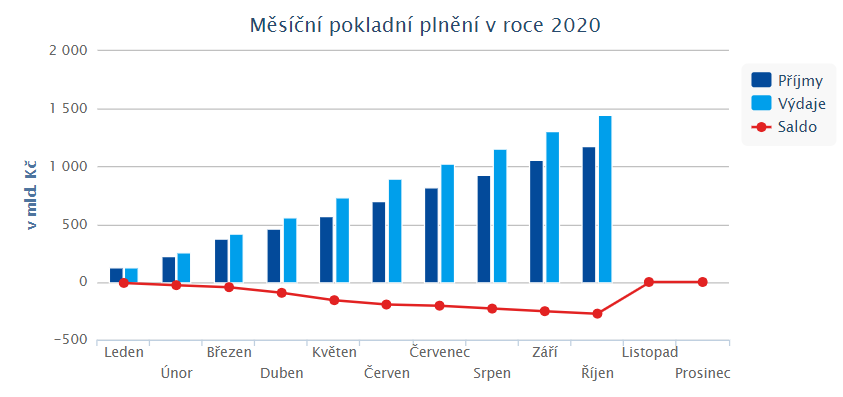 Měsíční pokladní plnění v roce 2020
2 000
1 500
1 000
500
0
−500
v mld. Kč
Příjmy
Výdaje
Saldo
Leden
Únor
Březen
Duben
Květen
Červen
Červenec
Srpen
Září
Říjen
Listopad
Prosinec